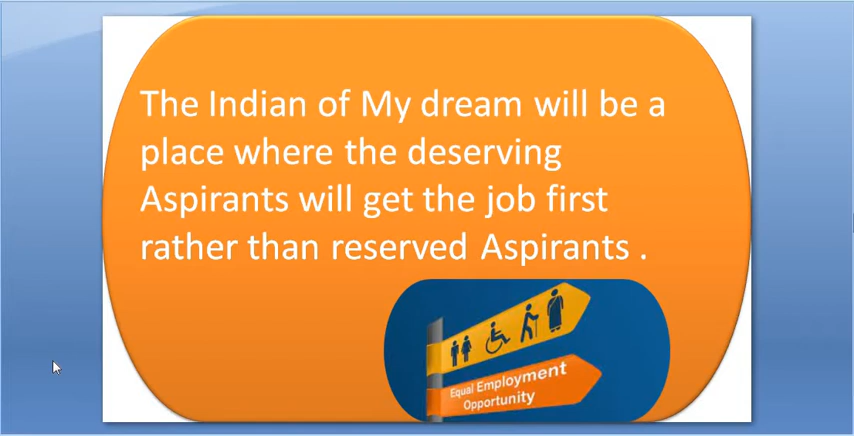 The Indian of My dream will be a
place where the deserving
Aspirants will get the job first
rather than reserved Aspirants .
Equal Employment
Opportunity